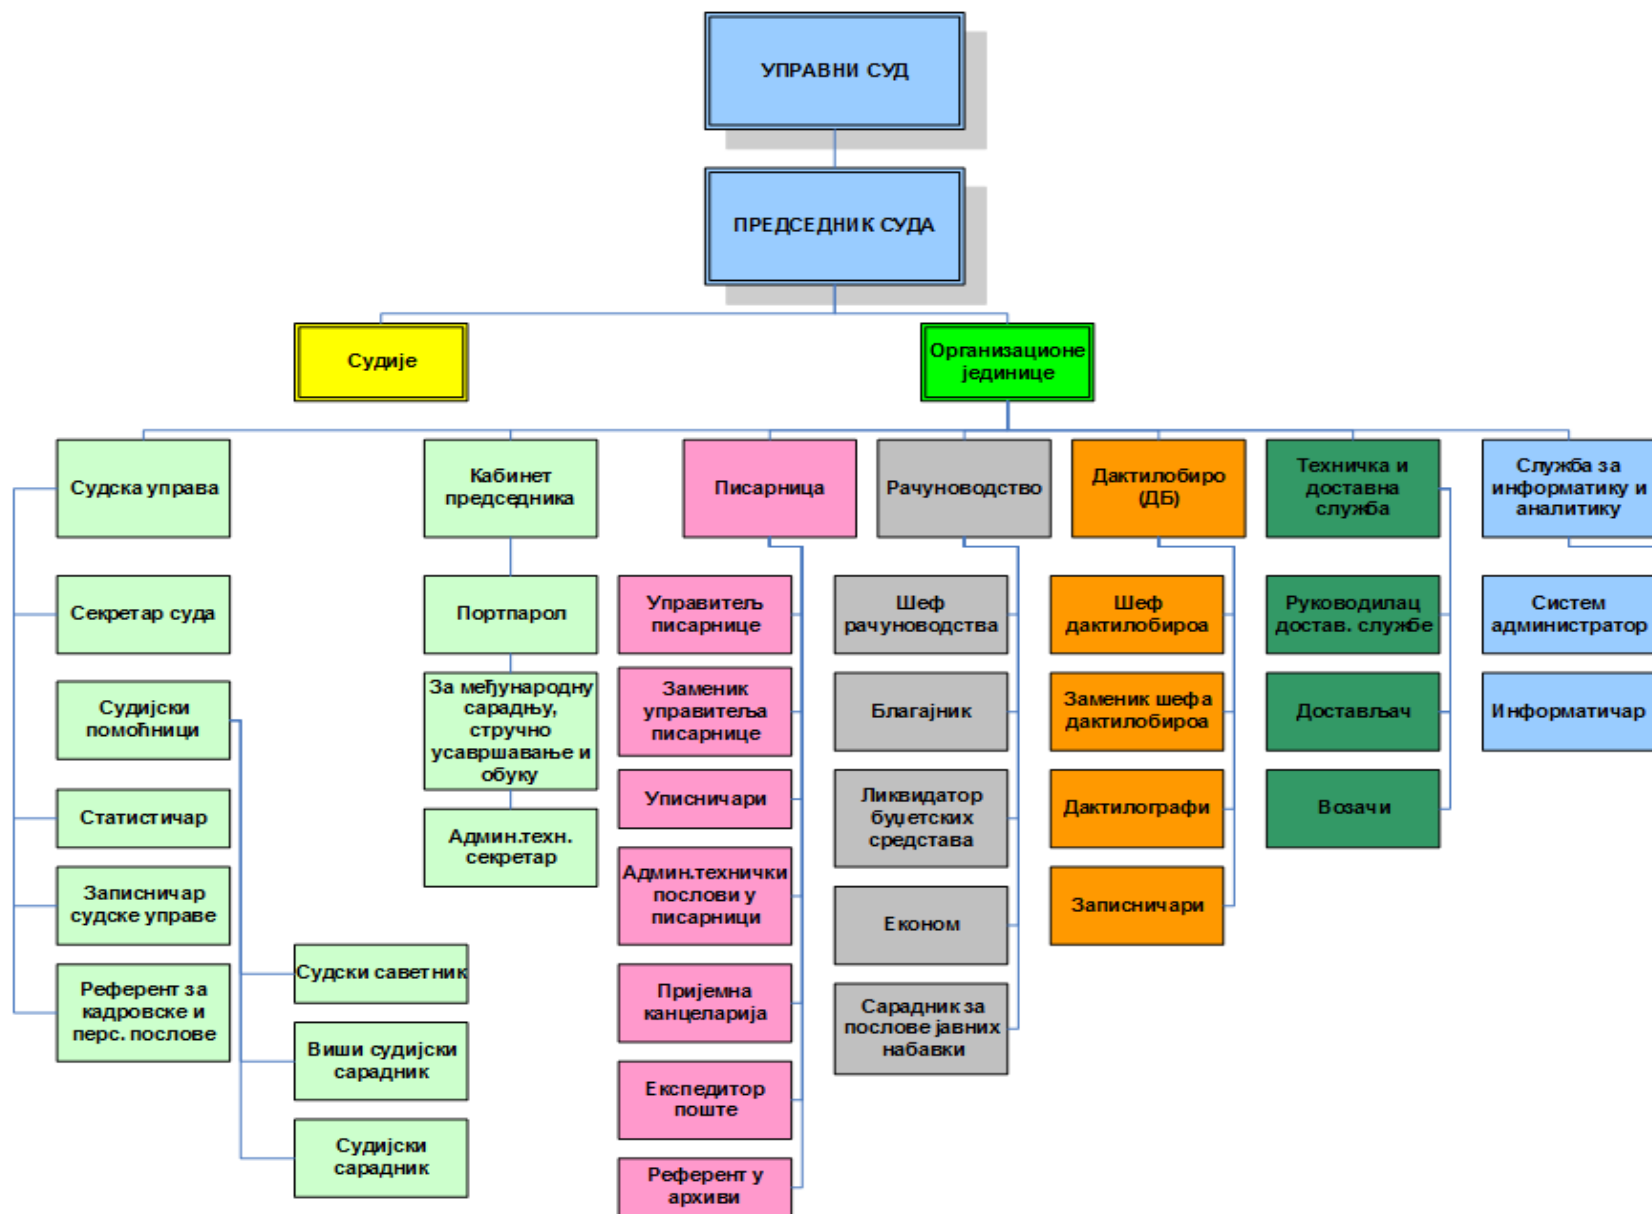 УПРАВНИ СУД
ПРЕДСЕДНИК СУДА
Судије
Организационе
јединице
Судска управа
Кабинет
председника
Писарница
Рачуноводство
Дактилобиро
(ДБ)
Техничка и
доставна
служба
Служба за
информатику и
аналитику
Секретар суда
Судијски
помоћници
Статистичар
Записничар
судске управе
Референт за
кадровске и
перс. послове
Судски саветник
Виши судијски
сарадник
Судијски
сарадник
Портпарол
За међународну
сарадњу,
стручно
усавршавање и
обуку
Админ.техн.
секретар
Управитељ
писарнице
Заменик
управитеља
писарнице
Уписничари
Админ.технички
послови у
писарници
Пријемна
канцеларија
Експедитор
поште
Референт у
архиви
Шеф
рачуноводства
Благајник
Ликвидатор
буџетских
средстава
Економ
Сарадник за
послове јавних
набавки
Шеф
дактилобироа
Заменик шефа
дактилобироа
Дактилографи
Записничари
Руководилац
достав. службе
Достављач
Возачи
Систем
администратор
Информатичар